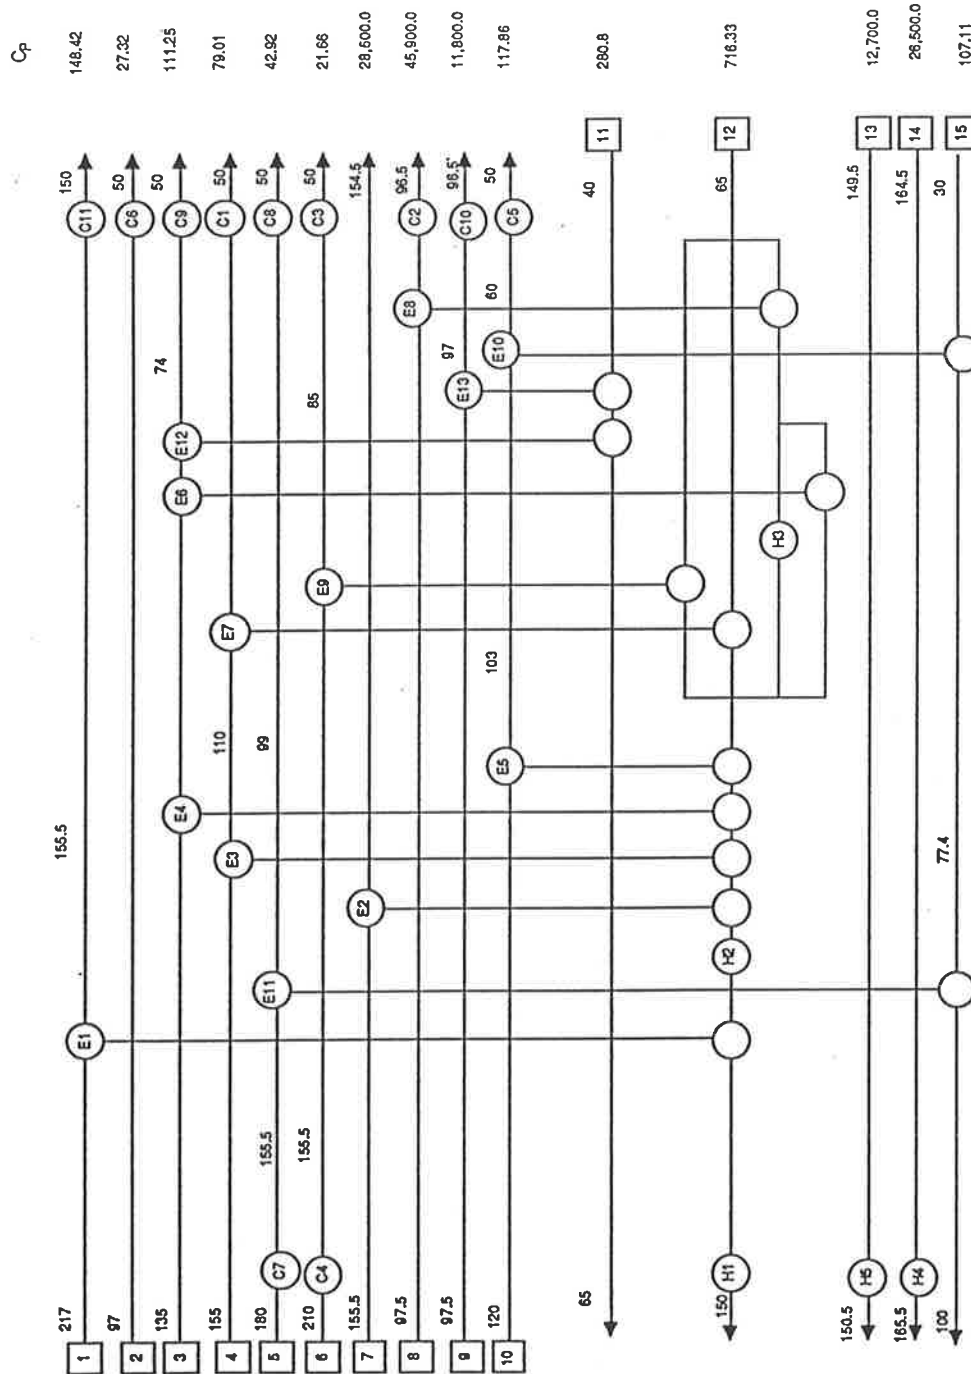 Cp
217 155.5 150 148.42
1 E1 C11
97 50 27.32
2 C6
135 74 50 111.25
3 E4 E6 E12 C9
155 110 50 79.01
4 E3 E7 C1
180 155.5 99 50 42.92
5 C7 E11 C8
210 155.5 85 50 21.66
6 C4 E9 C3
155.5 154.5 28,600.0
7 E2
97.5 96.5 45,900.0
8 E8 C2
97.5 97 96.5 11,800.0
9 E13 C10
120 103 60 50 117.86
10 E5 E10 C5
65 40 280.8
11
150 65 716.33
H1 H2 12
H3
150.5 149.5 12,700.0
H5 13
165.5 164.5 26,500.0
H4 14
100 77.4 30 107.11
15